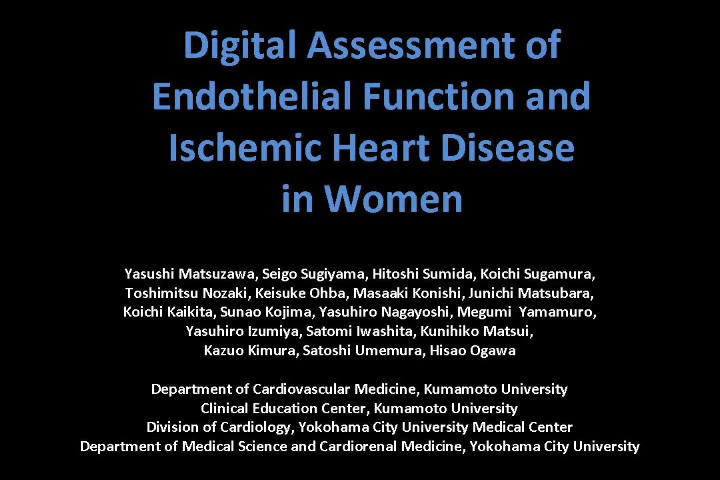 Digital Assessment of
Endothelial Function and
Ischemic Heart Disease
in Women
Yasushi Matsuzawa, Seigo Sugiyama, Hitoshi Sumida, Koichi Sugamura,
Toshimitsu Nozaki, Keisuke Ohba, Masaaki Konishi, Junichi Matsubara,
Koichi Kaikita, Sunao Kojima, Yasuhiro Nagayoshi, Megumi Yamamuro,
Yasuhiro Izumiya, Satomi Iwashita, Kunihiko Matsui,
Kazuo Kimura, Satoshi Umemura, Hisao Ogawa
Department of Cardiovascular Medicine, Kumamoto University
Clinical Education Center, Kumamoto University
Division of Cardiology, Yokohama City University Medical Center
Department of Medical Science and Cardiorenal Medicine, Yokohama City University